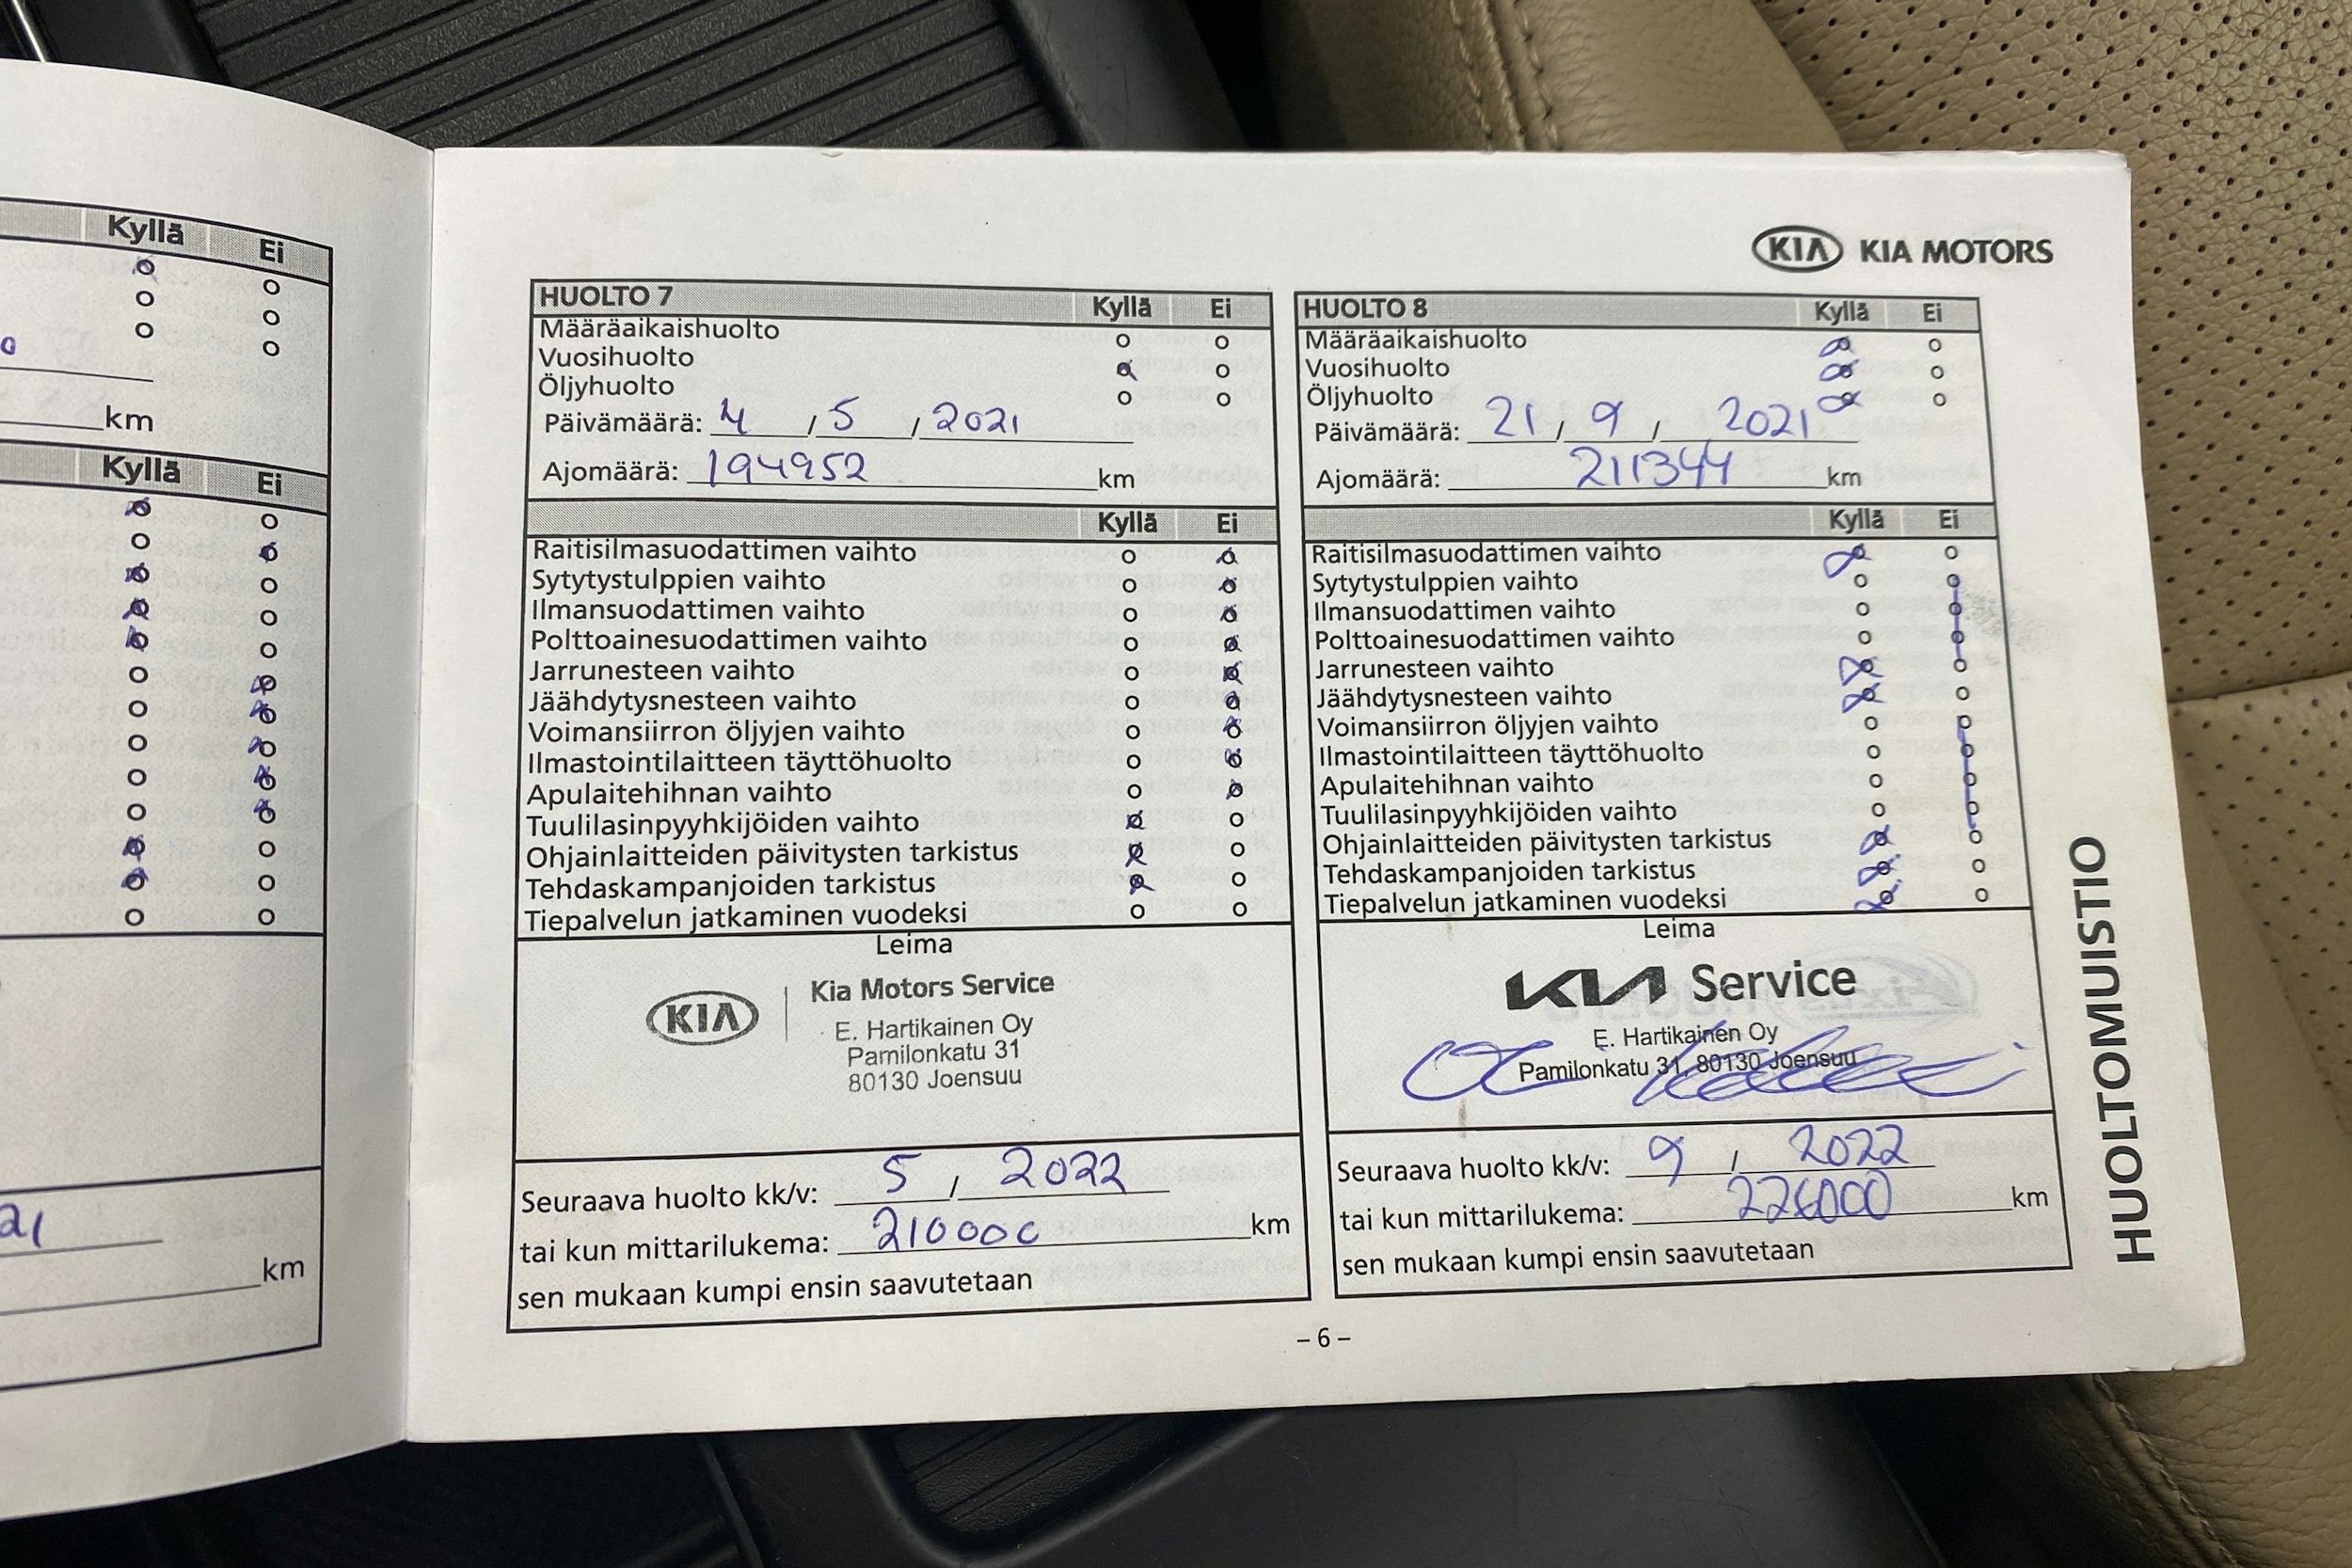 Kyllä Ei
km
Kyllä Ei
21
km
KIA KIA MOTORS
HUOLTO 7 Kyllä Ei
Määräaikaishuolto
Vuosihuolto
Öljyhuolto
Päivämäärä: 4 / 5 / 2021
Ajomäärä: 194952 km
Kyllä Ei
Raitisilmasuodattimen vaihto
Sytytystulppien vaihto
Ilmansuodattimen vaihto
Polttoainesuodattimen vaihto
Jarrunesteen vaihto
Jäähdytysnesteen vaihto
Voimansiirron öljyjen vaihto
Ilmastointilaitteen täyttöhuolto
Apulaitehihnan vaihto
Tuulilasinpyyhkijöiden vaihto
Ohjainlaitteiden päivitysten tarkistus
Tehdaskampanjoiden tarkistus
Tiepalvelun jatkaminen vuodeksi
Leima
KIA Kia Motors Service
E. Hartikainen Oy
Pamilonkatu 31
80130 Joensuu
Seuraava huolto kk/v: 5 / 2022
tai kun mittarilukema: 210000 km
sen mukaan kumpi ensin saavutetaan
HUOLTO 8 Kyllä Ei
Määräaikaishuolto
Vuosihuolto
Öljyhuolto
Päivämäärä: 21 / 9 / 2021
Ajomäärä: 211344 km
Kyllä Ei
Raitisilmasuodattimen vaihto
Sytytystulppien vaihto
Ilmansuodattimen vaihto
Polttoainesuodattimen vaihto
Jarrunesteen vaihto
Jäähdytysnesteen vaihto
Voimansiirron öljyjen vaihto
Ilmastointilaitteen täyttöhuolto
Apulaitehihnan vaihto
Tuulilasinpyyhkijöiden vaihto
Ohjainlaitteiden päivitysten tarkistus
Tehdaskampanjoiden tarkistus
Tiepalvelun jatkaminen vuodeksi
Leima
KIA Service
E. Hartikainen Oy
Pamilonkatu 31, 80130 Joensuu
Seuraava huolto kk/v: 9 / 2022
tai kun mittarilukema: 226000 km
sen mukaan kumpi ensin saavutetaan
HUOLTOMUISTIO
– 6 –